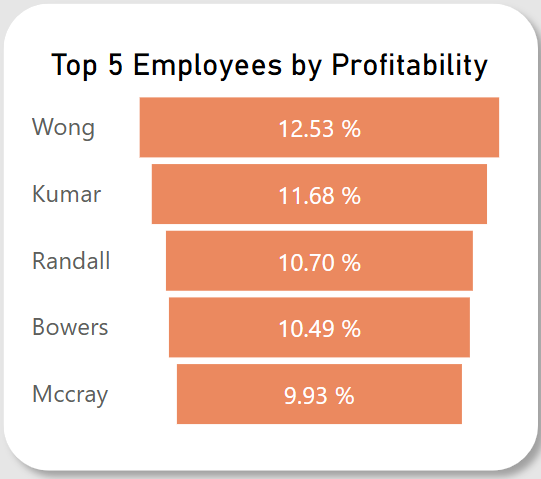 Top 5 Employees by Profitability
Wong 12.53 %
Kumar 11.68 %
Randall 10.70 %
Bowers 10.49 %
Mccray 9.93 %